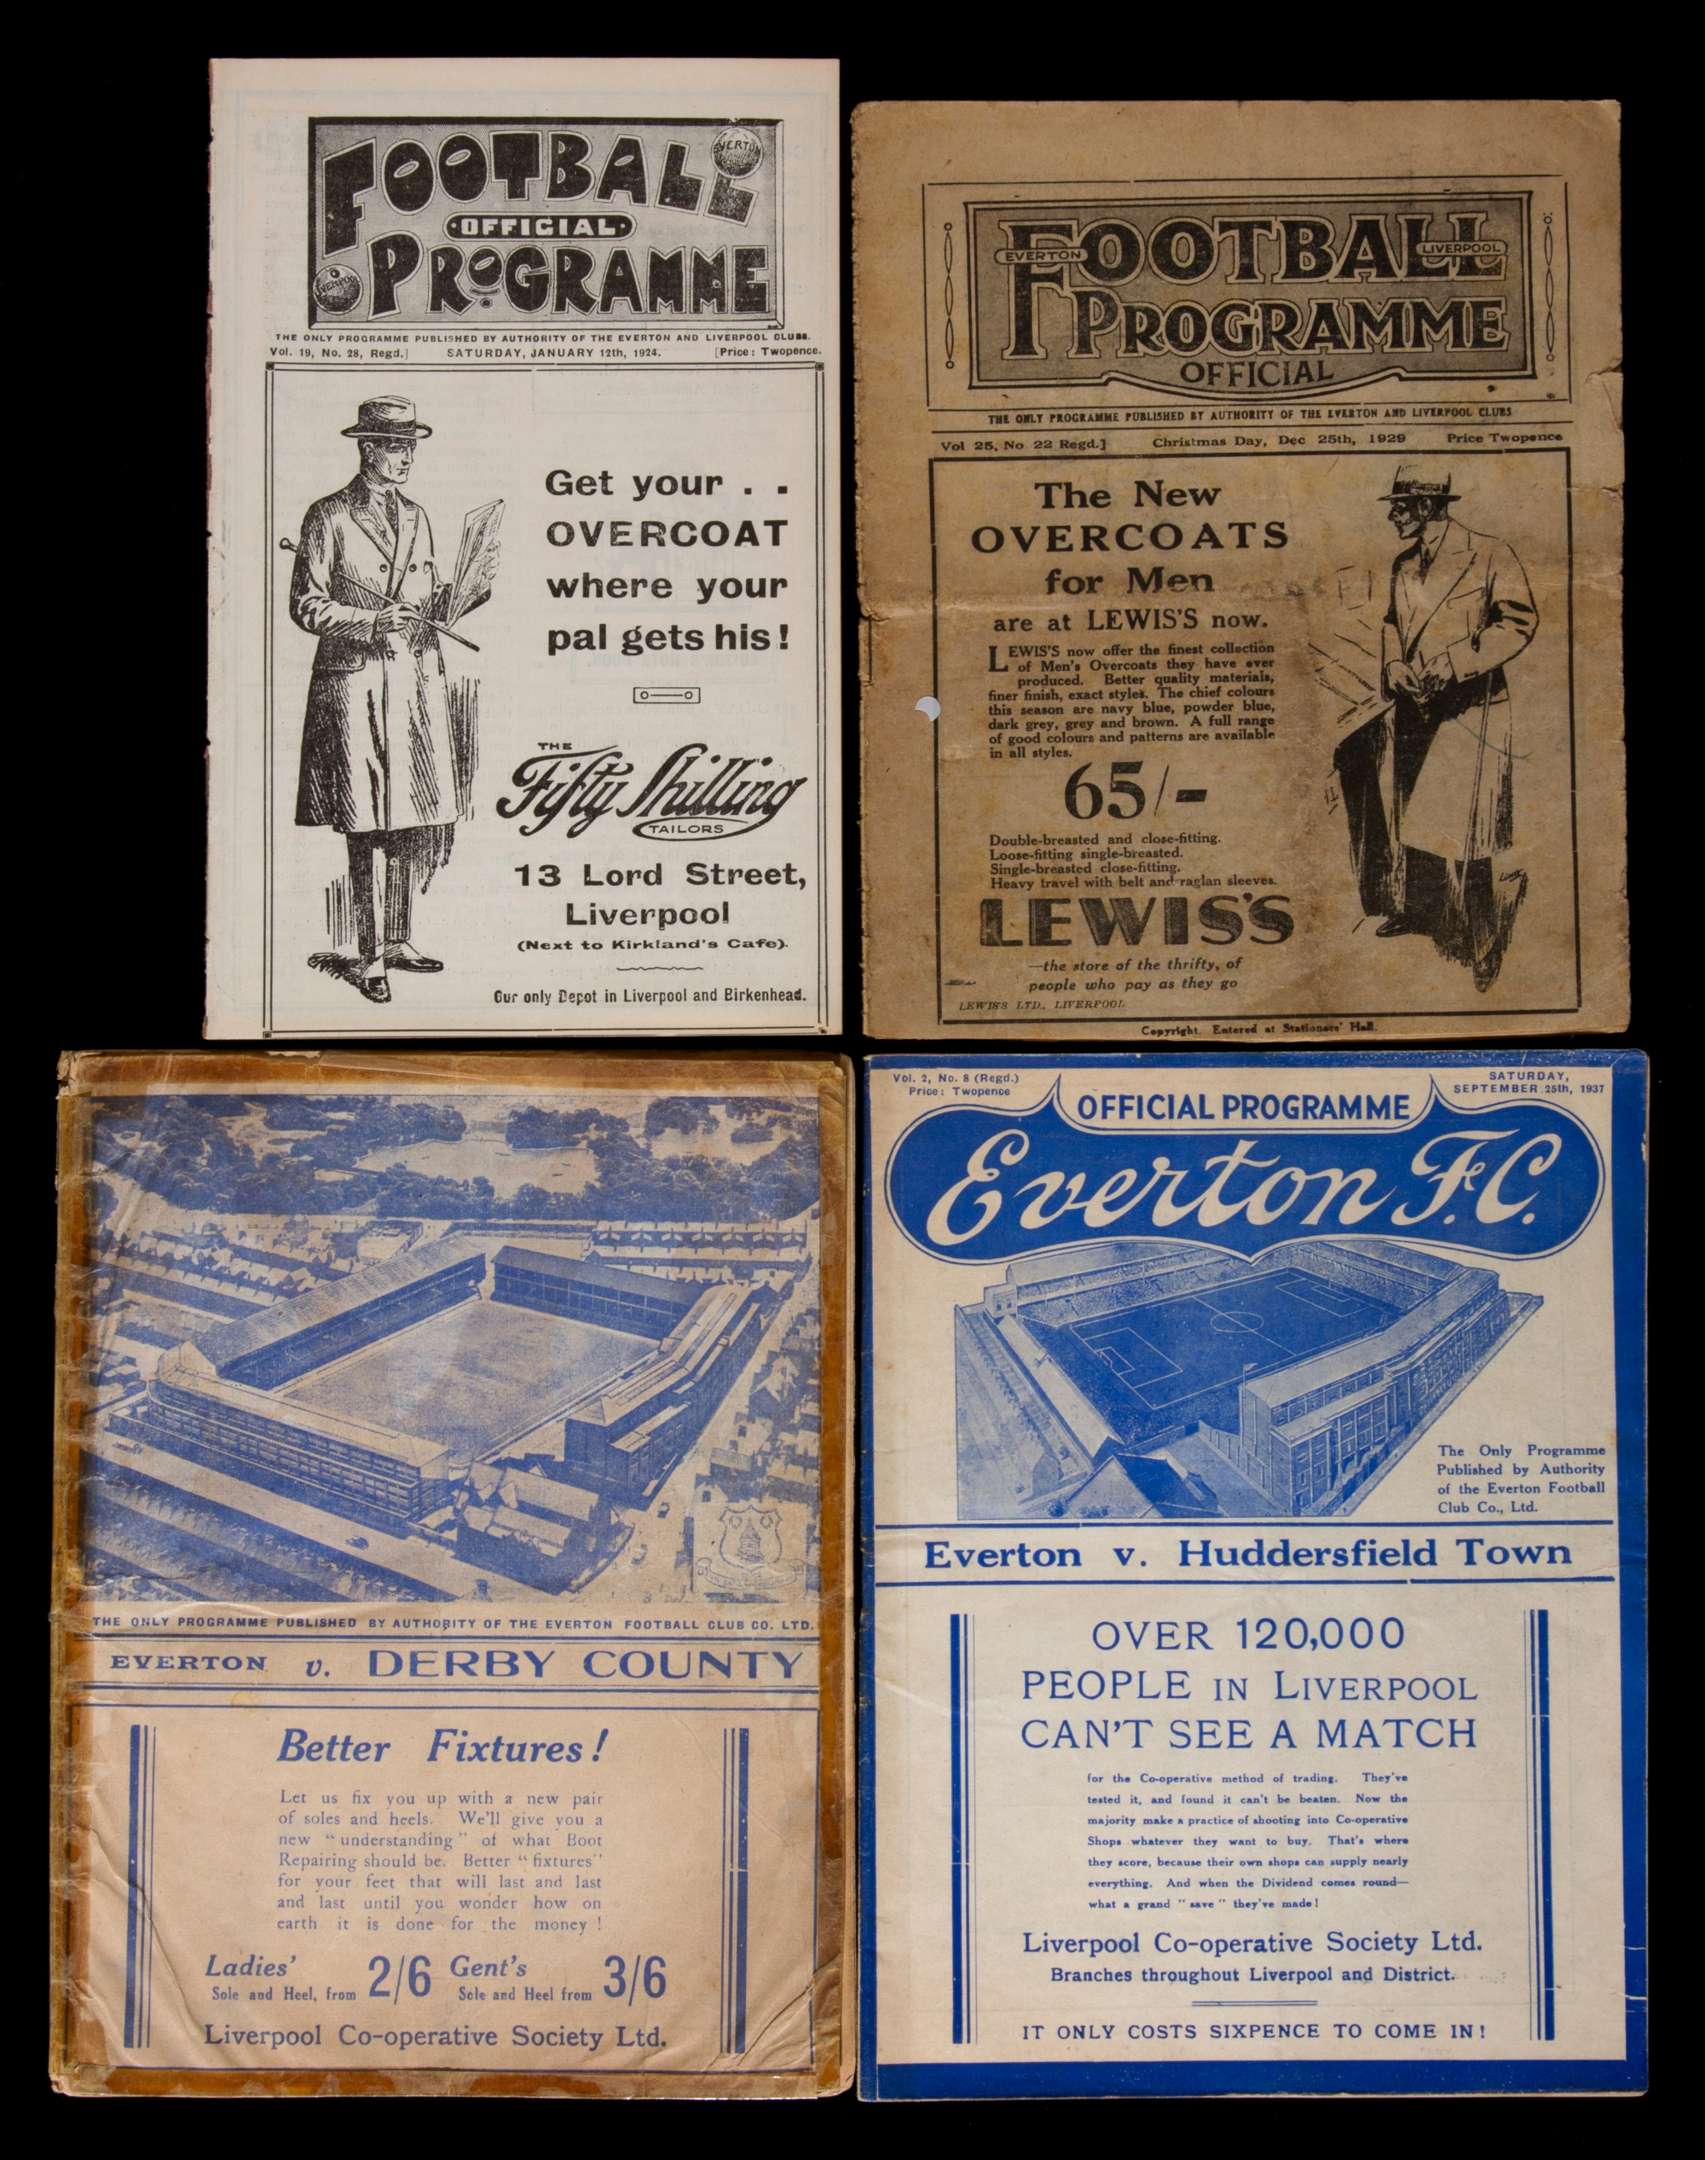 FOOTBALL
EVERTON
OFFICIAL
LIVERPOOL
PROGRAMME
THE ONLY PROGRAMME PUBLISHED BY AUTHORITY OF THE EVERTON AND LIVERPOOL CLUBS.
Vol. 19, No. 28, Regd.] SATURDAY, JANUARY 12th, 1924. [Price: Twopence.
Get your . .
OVERCOAT
where your
pal gets his!
THE
Fifty Shilling
TAILORS
13 Lord Street,
Liverpool
(Next to Kirkland's Cafe).
Our only Depot in Liverpool and Birkenhead.
FOOTBALL
EVERTON
LIVERPOOL
PROGRAMME
OFFICIAL
THE ONLY PROGRAMME PUBLISHED BY AUTHORITY OF THE EVERTON AND LIVERPOOL CLUBS
Vol 25, No 22 Regd.] Christmas Day, Dec 25th, 1929 Price Twopence
The New
OVERCOATS
for Men
are at LEWIS'S now.
LEWIS'S now offer the finest collection
of Men's Overcoats they have ever
produced. Better quality materials,
finer finish, exact styles. The chief colours
this season are navy blue, powder blue,
dark grey, grey and brown. A full range
of good colours and patterns are available
in all styles.
65/-
Double-breasted and close-fitting.
Loose-fitting single-breasted.
Single-breasted close-fitting.
Heavy travel with belt and raglan sleeves.
LEWIS'S
—the store of the thrifty, of
people who pay as they go
LEWIS'S LTD., LIVERPOOL
Copyright. Entered at Stationers' Hall.
THE ONLY PROGRAMME PUBLISHED BY AUTHORITY OF THE EVERTON FOOTBALL CLUB CO. LTD.
EVERTON v. DERBY COUNTY
Better Fixtures!
Let us fix you up with a new pair
of soles and heels. We'll give you a
new "understanding" of what Boot
Repairing should be. Better "fixtures"
for your feet that will last and last
and last until you wonder how on
earth it is done for the money!
Ladies' 2/6 Gent's 3/6
Sole and Heel, from Sole and Heel from
Liverpool Co-operative Society Ltd.
Vol. 2, No. 8 (Regd.)
Price: Twopence
SATURDAY,
SEPTEMBER 25th, 1937
OFFICIAL PROGRAMME
Everton F.C.
The Only Programme
Published by Authority
of the Everton Football
Club Co., Ltd.
Everton v. Huddersfield Town
OVER 120,000
PEOPLE IN LIVERPOOL
CAN'T SEE A MATCH
for the Co-operative method of trading. They've
tested it, and found it can't be beaten. Now the
majority make a practice of shooting into Co-operative
Shops whatever they want to buy. That's where
they score, because their own shops can supply nearly
everything. And when the Dividend comes round—
what a grand "save" they've made!
Liverpool Co-operative Society Ltd.
Branches throughout Liverpool and District.
IT ONLY COSTS SIXPENCE TO COME IN!